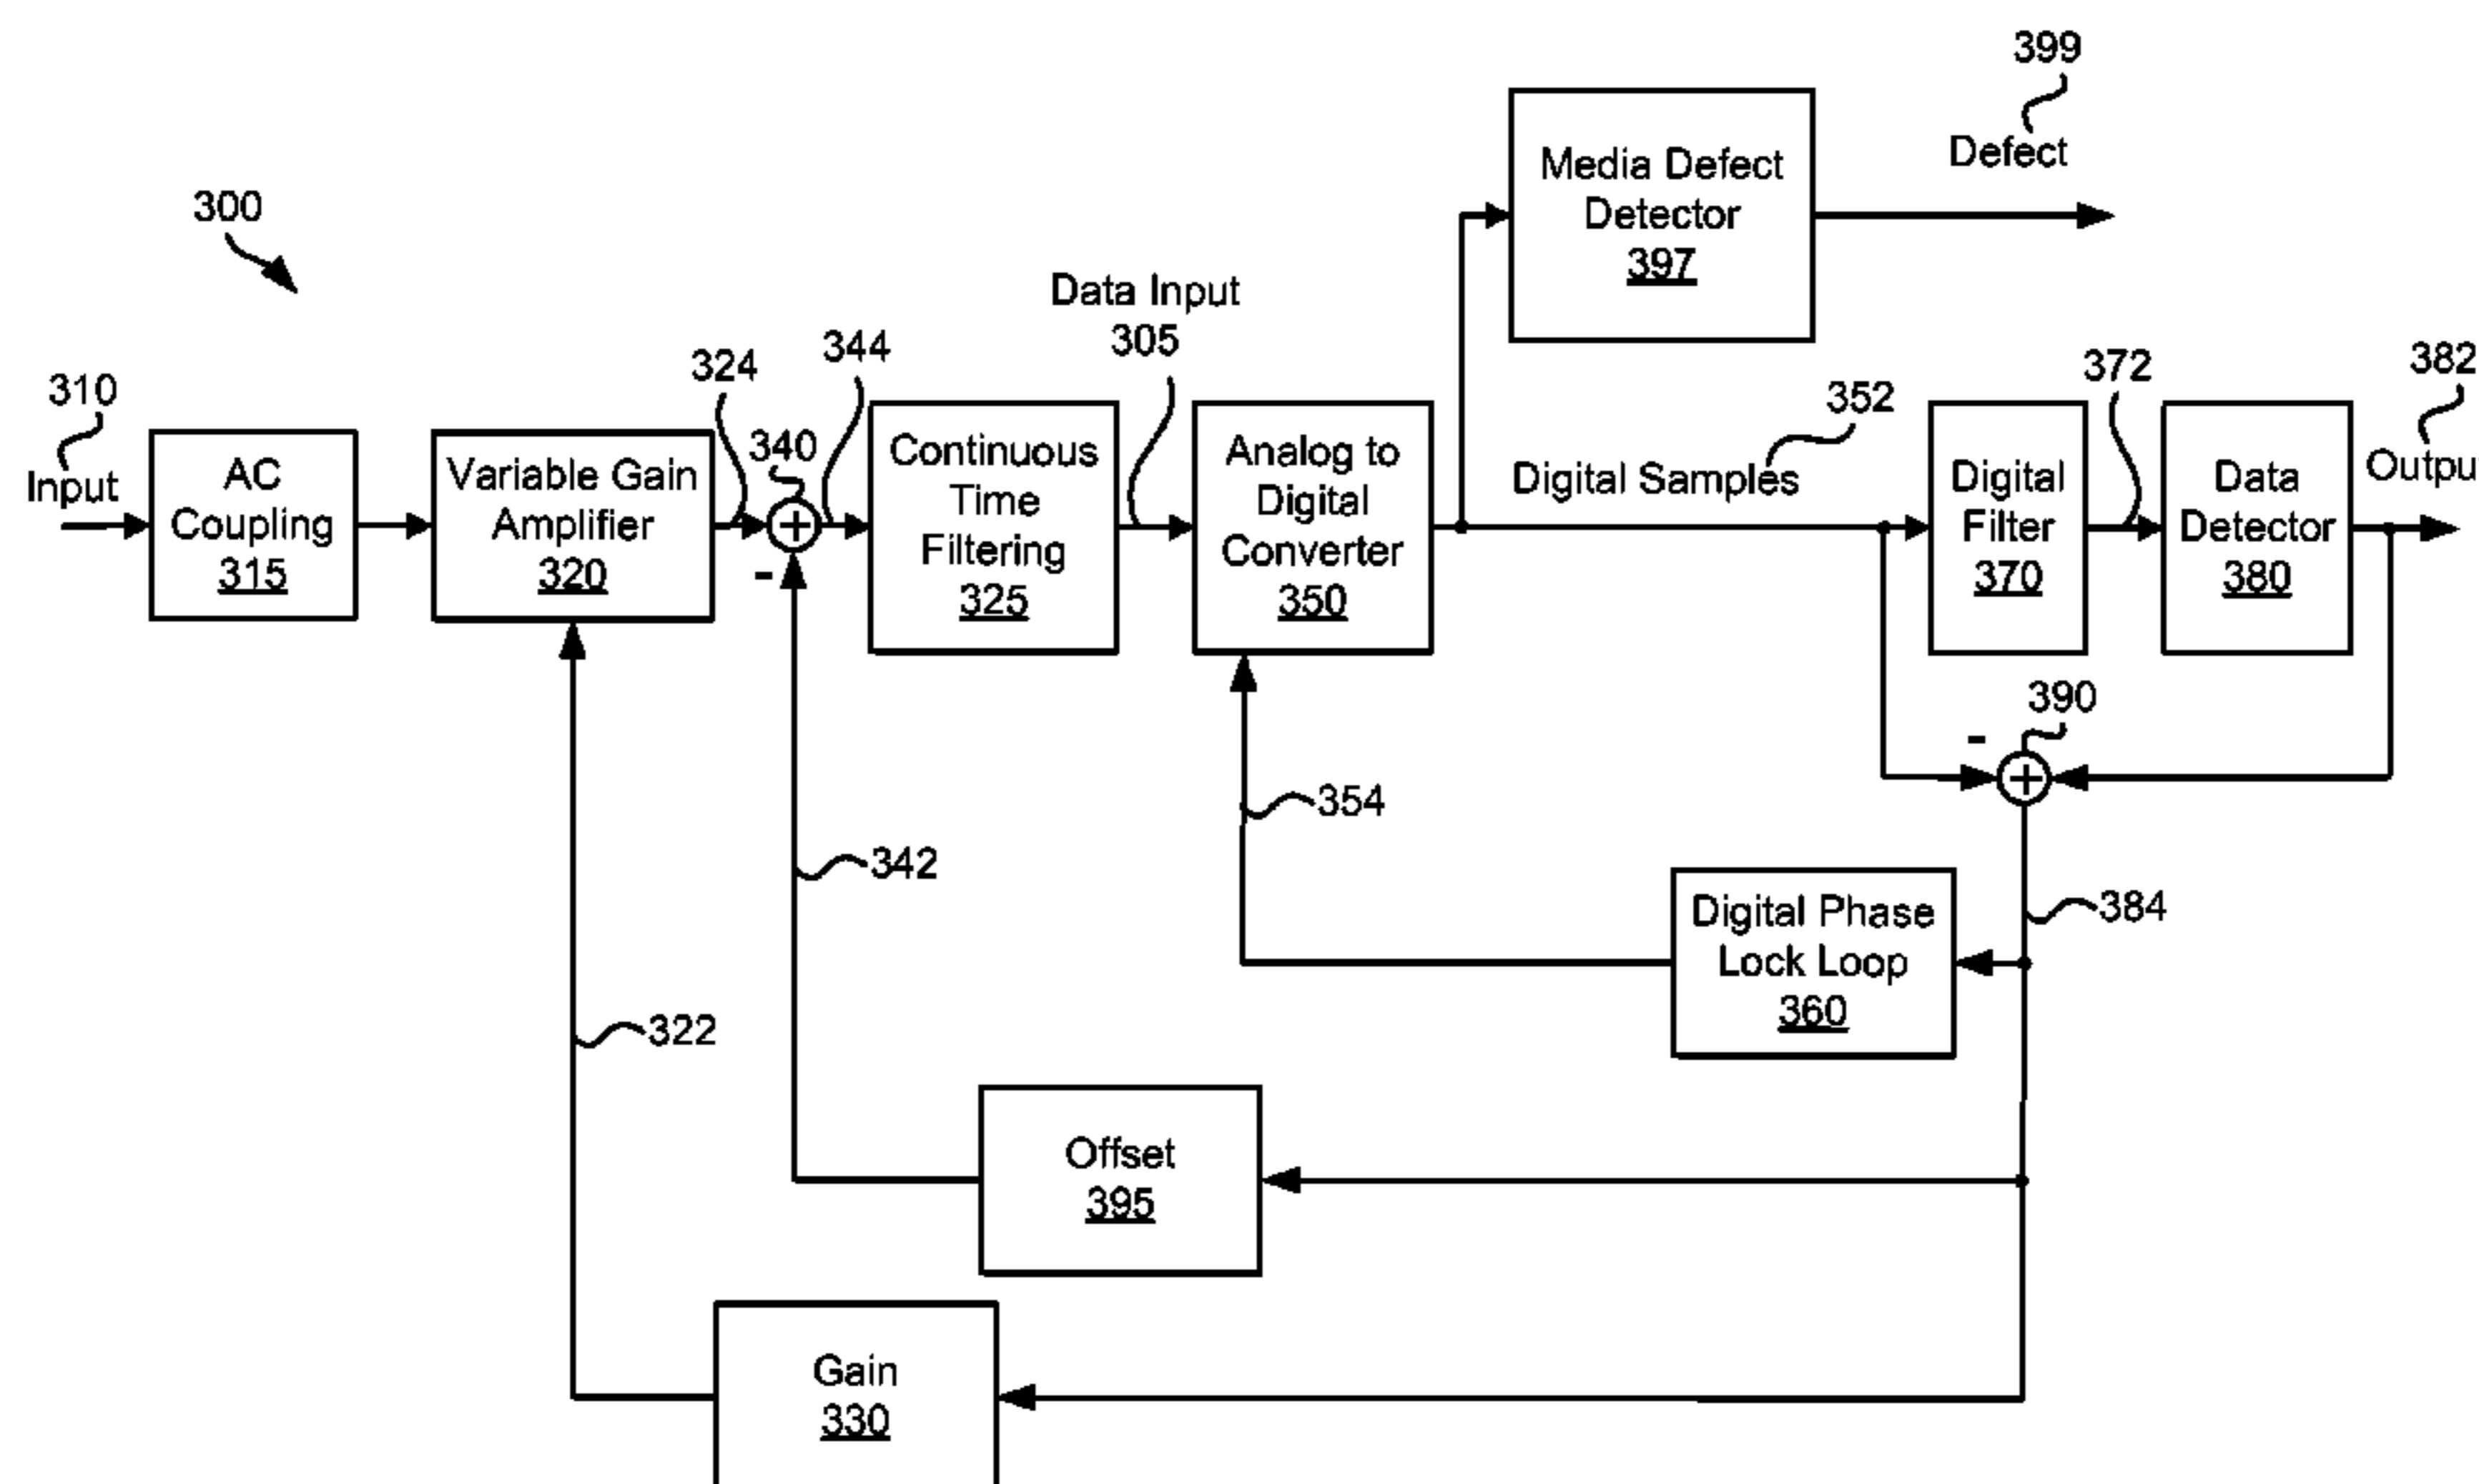 399
Defect
Media Defect
Detector
397
300
Data Input
305
310
Input
AC
Coupling
315
Variable Gain
Amplifier
320
324
340
-
344
Continuous
Time
Filtering
325
Analog to
Digital
Converter
350
Digital Samples
352
Digital
Filter
370
372
Data
Detector
380
382
Outpu
390
-
354
342
384
Digital Phase
Lock Loop
360
322
Offset
395
Gain
330